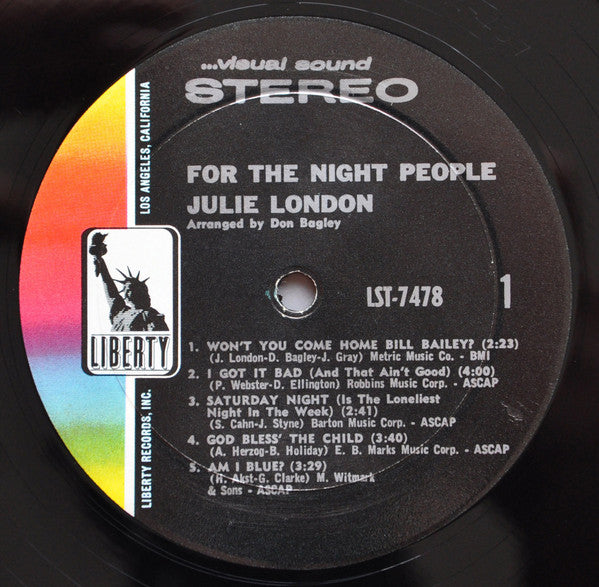 ...visual sound
STEREO
FOR THE NIGHT PEOPLE
JULIE LONDON
Arranged by Don Bagley
LST-7478
1
1. WON'T YOU COME HOME BILL BAILEY? (2:23)
(J. London-D. Bagley-J. Gray) Metric Music Co. - BMI
2. I GOT IT BAD (And That Ain't Good) (4:00)
(P. Webster-D. Ellington) Robbins Music Corp. - ASCAP
3. SATURDAY NIGHT (Is The Loneliest
Night In The Week) (2:41)
(S. Cahn-J. Styne) Barton Music Corp. - ASCAP
4. GOD BLESS' THE CHILD (3:40)
(A. Herzog-B. Holiday) E. B. Marks Music Corp. - ASCAP
5. AM I BLUE? (3:29)
(H. Akst-G. Clarke) M. Witmark
& Sons - ASCAP
LIBERTY
LIBERTY RECORDS, INC.
LOS ANGELES, CALIFORNIA